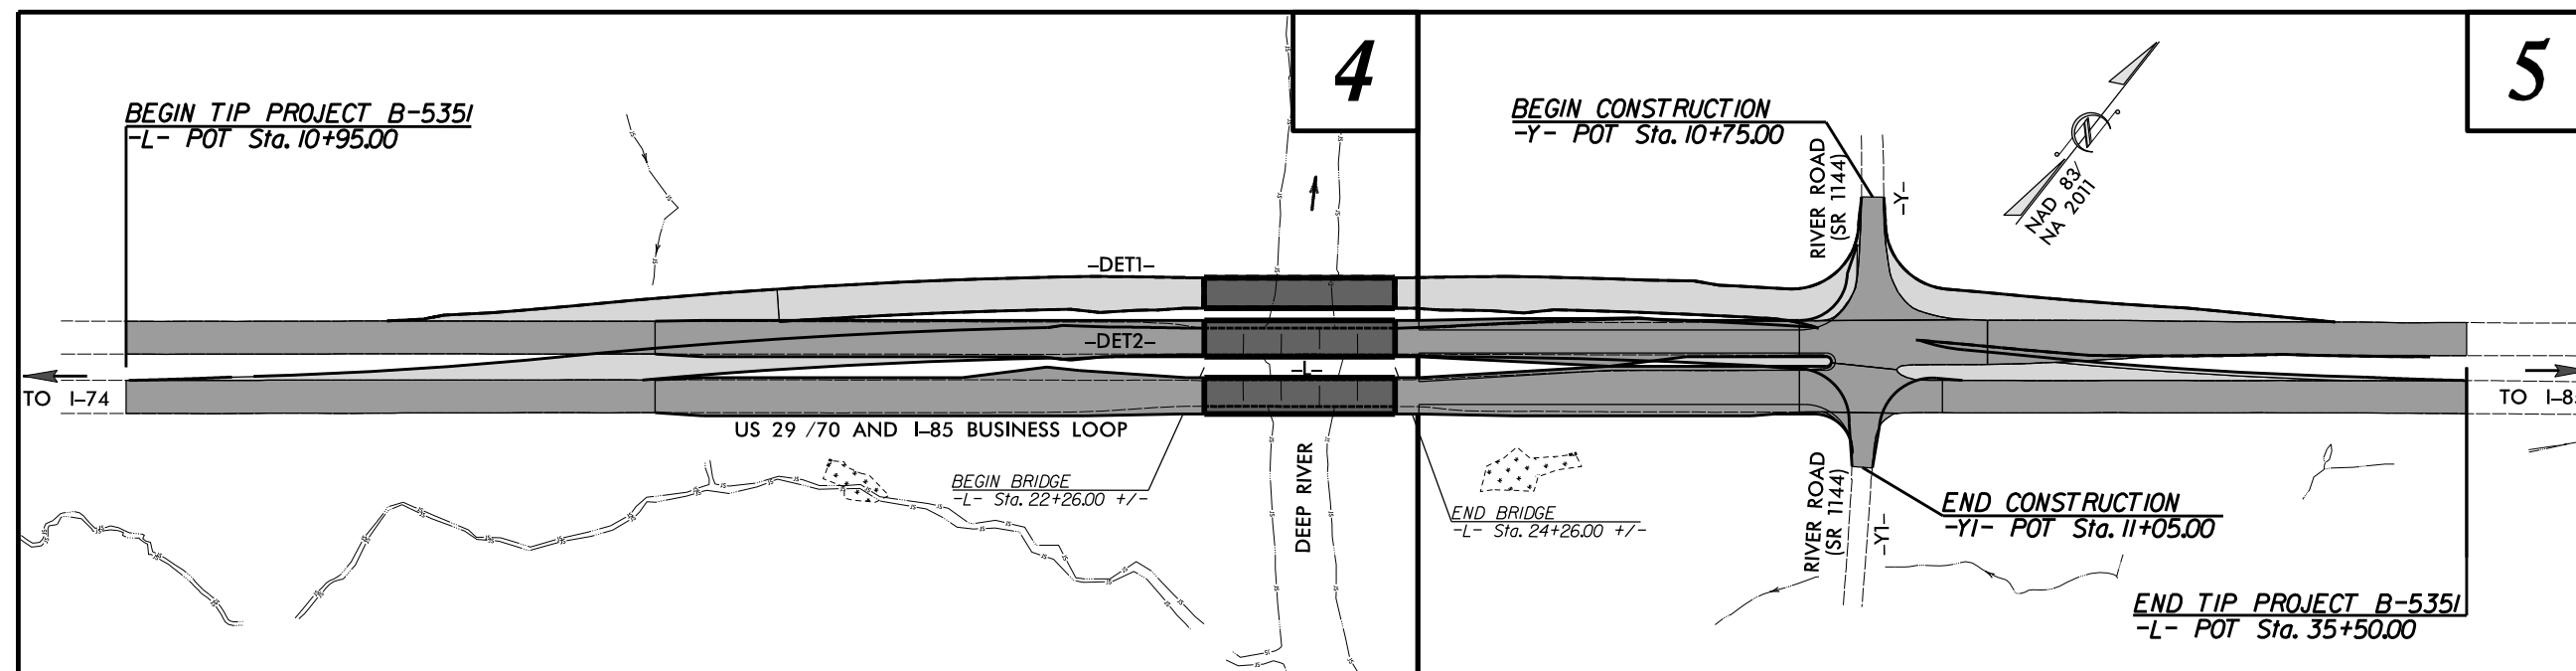 4
5
BEGIN TIP PROJECT B-5351
-L- POT Sta. 10+95.00
BEGIN CONSTRUCTION
-Y- POT Sta. 10+75.00
RIVER ROAD
(SR 1144)
-Y-
NAD 83/
NA 2011
-DET1-
-DET2-
-L-
TO I-74
TO I-85
US 29 /70 AND I-85 BUSINESS LOOP
BEGIN BRIDGE
-L- Sta. 22+26.00 +/-
DEEP RIVER
END BRIDGE
-L- Sta. 24+26.00 +/-
RIVER ROAD
(SR 1144)
-Y1-
END CONSTRUCTION
-Y1- POT Sta. 11+05.00
END TIP PROJECT B-5351
-L- POT Sta. 35+50.00